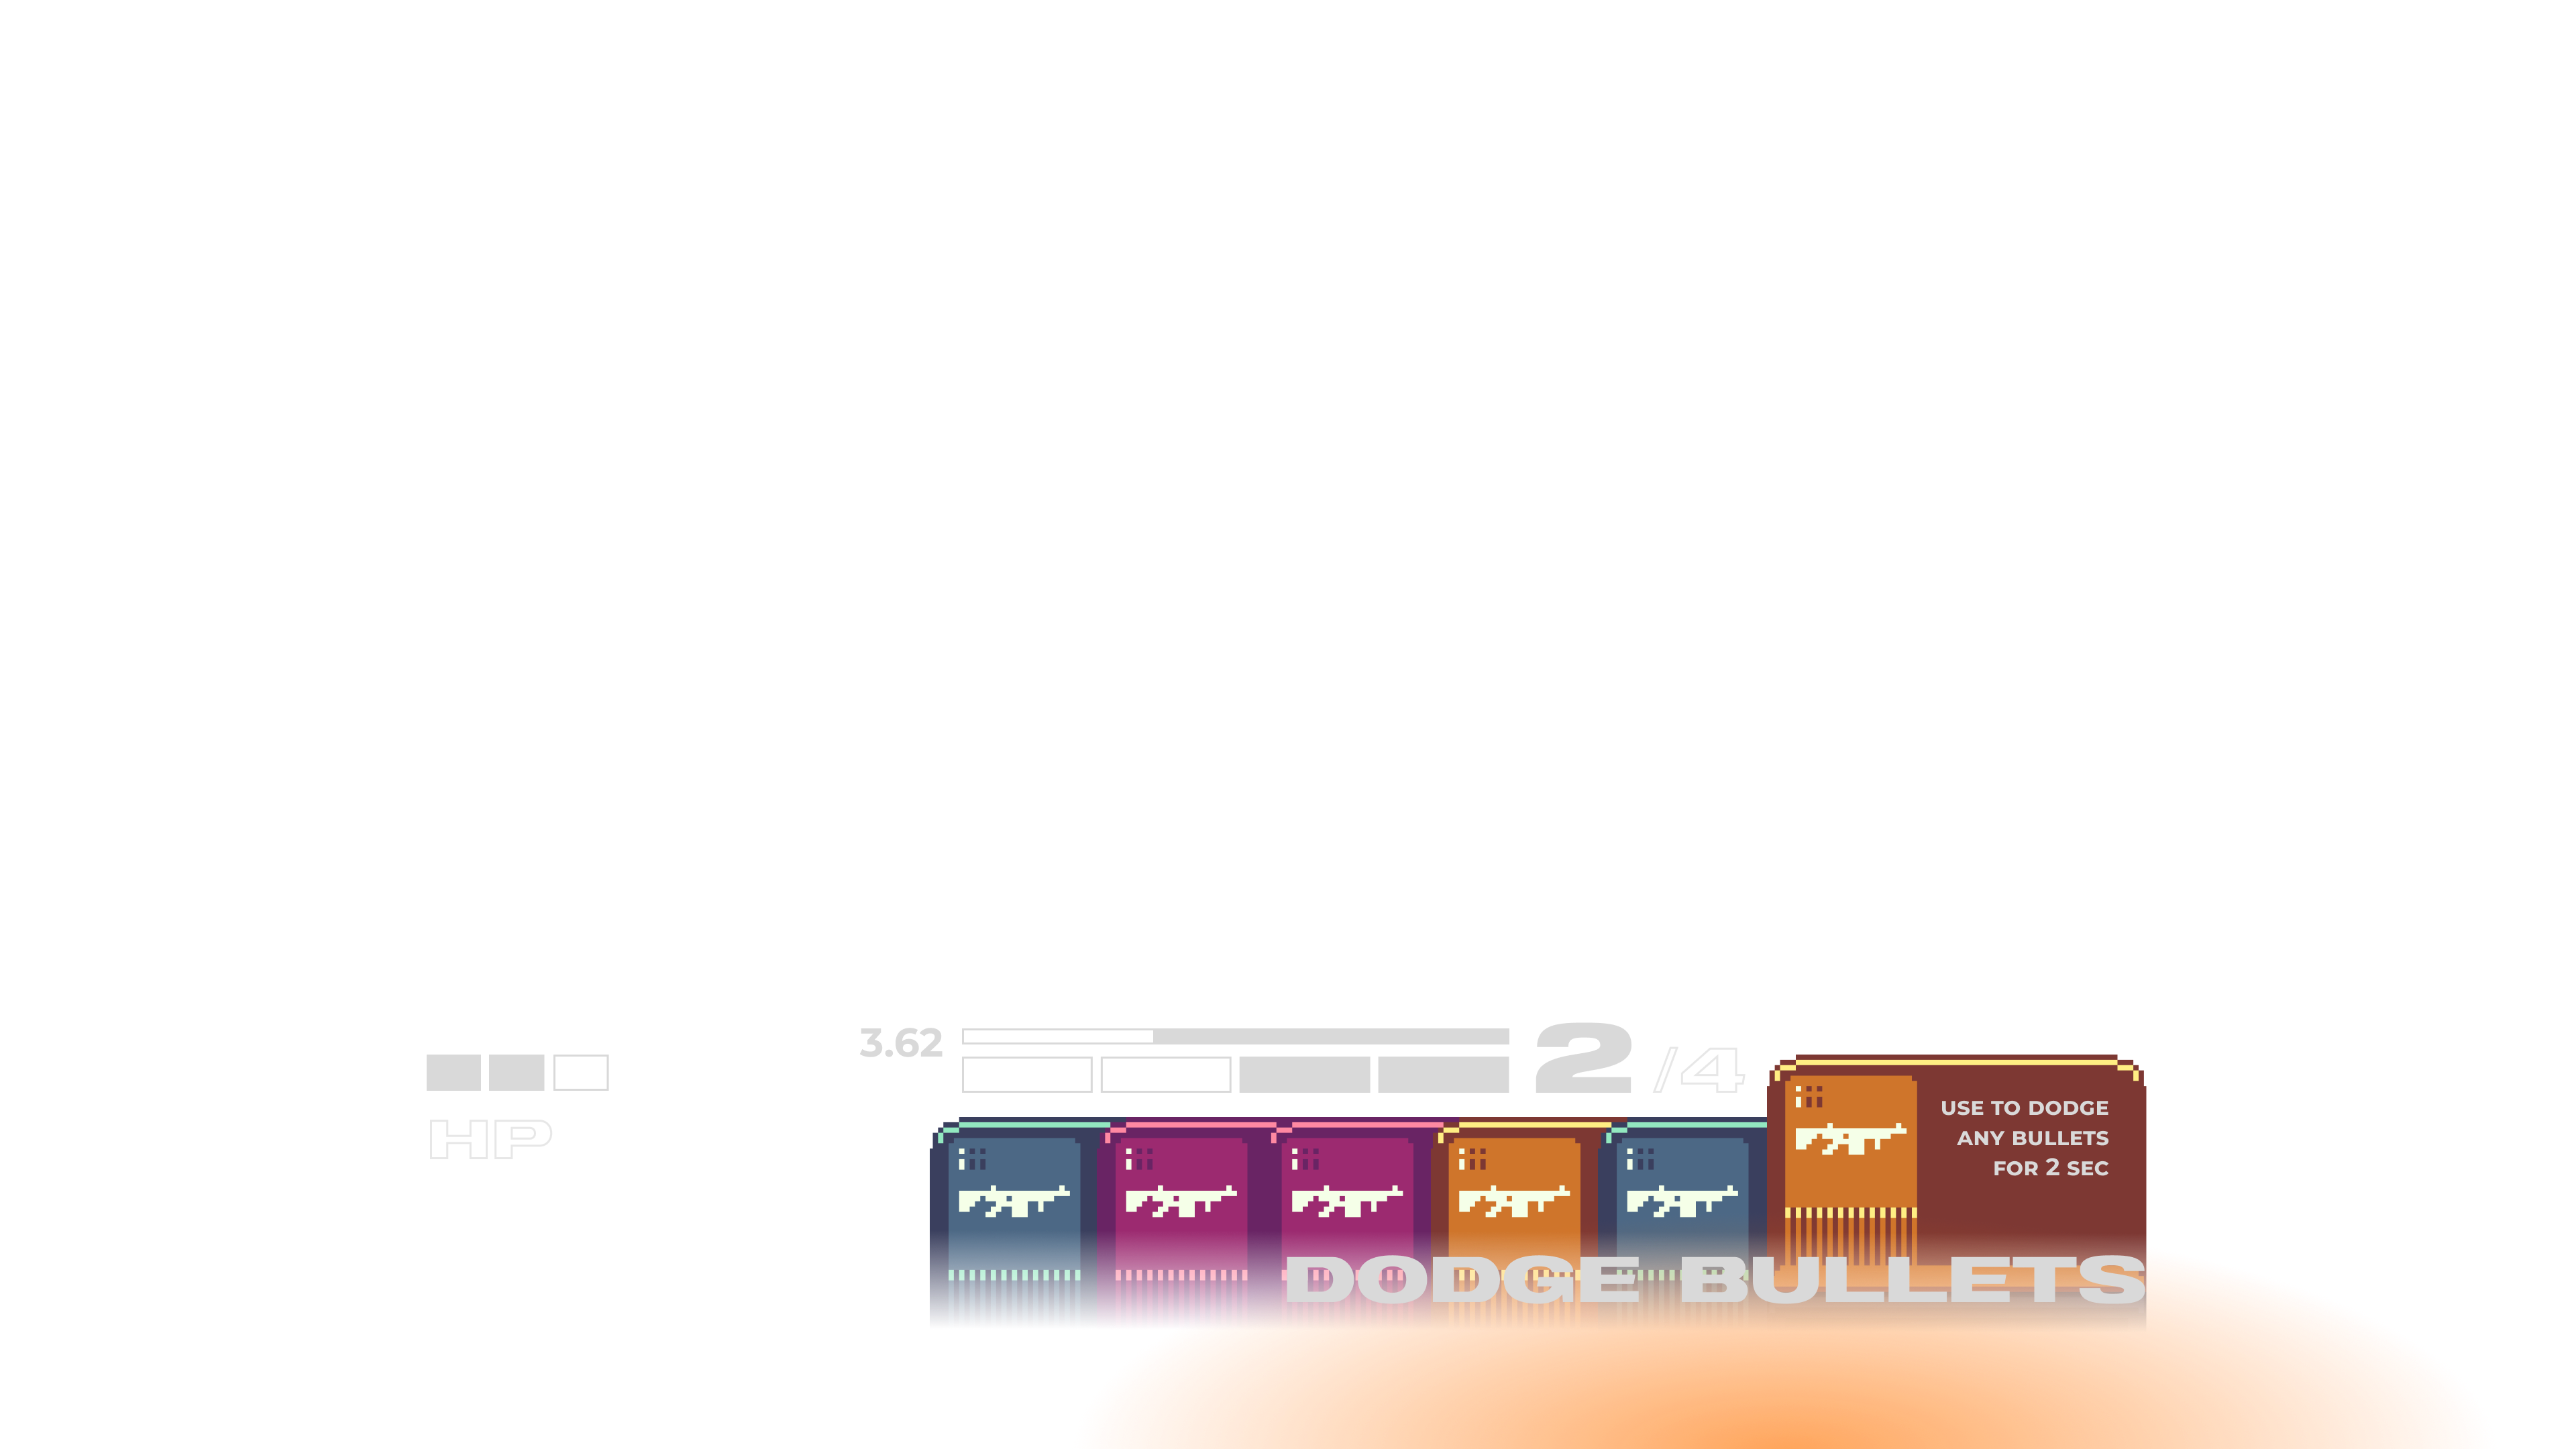 3.62
2/4
HP
USE TO DODGE
ANY BULLETS
FOR 2 SEC
DODGE BULLETS